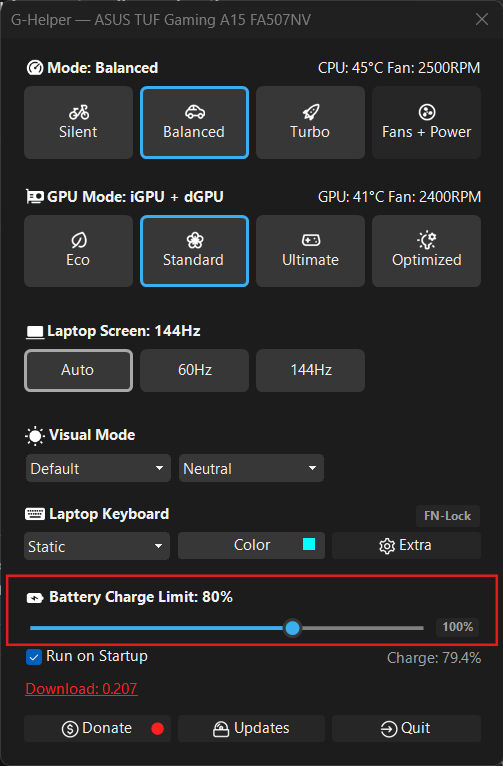 G-Helper — ASUS TUF Gaming A15 FA507NV
Mode: Balanced CPU: 45°C Fan: 2500RPM
Silent Balanced Turbo Fans + Power
GPU Mode: iGPU + dGPU GPU: 41°C Fan: 2400RPM
Eco Standard Ultimate Optimized
Laptop Screen: 144Hz
Auto 60Hz 144Hz
Visual Mode
Default Neutral
Laptop Keyboard FN-Lock
Static Color Extra
Battery Charge Limit: 80%
100%
Run on Startup Charge: 79.4%
Download: 0.207
Donate Updates Quit